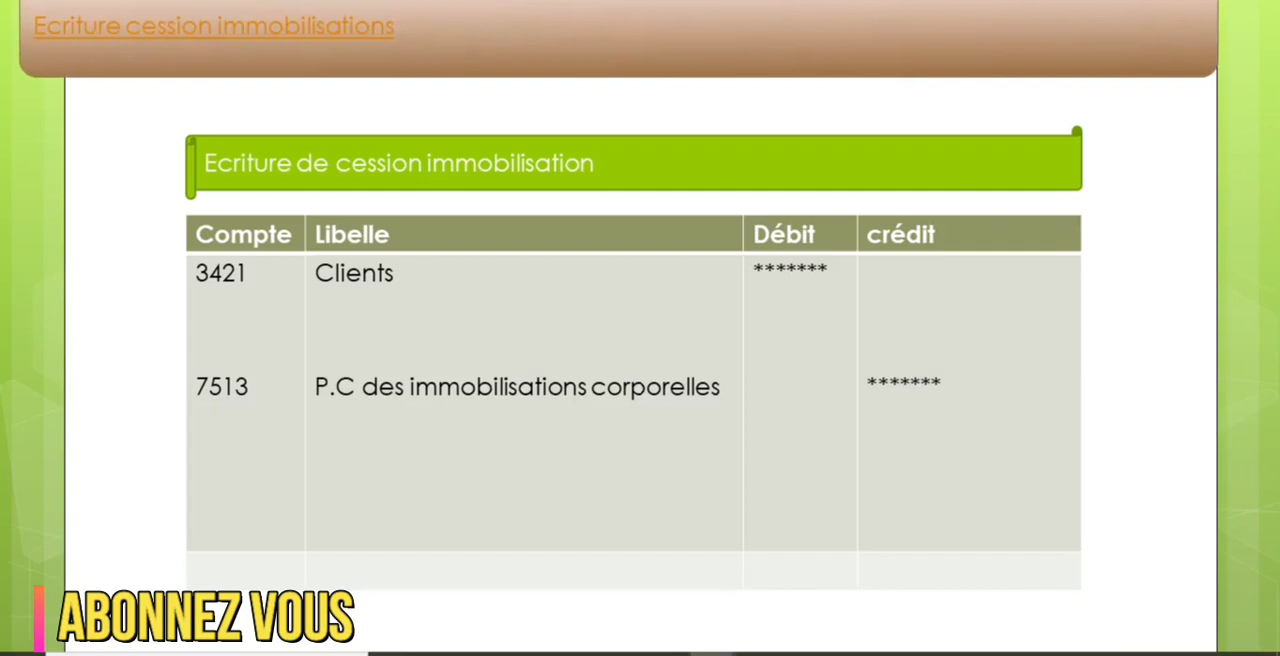 Ecriture cession immobilisations
Ecriture de cession immobilisation
Compte Libelle Débit crédit
3421 Clients *******
7513 P.C des immobilisations corporelles *******
ABONNEZ VOUS